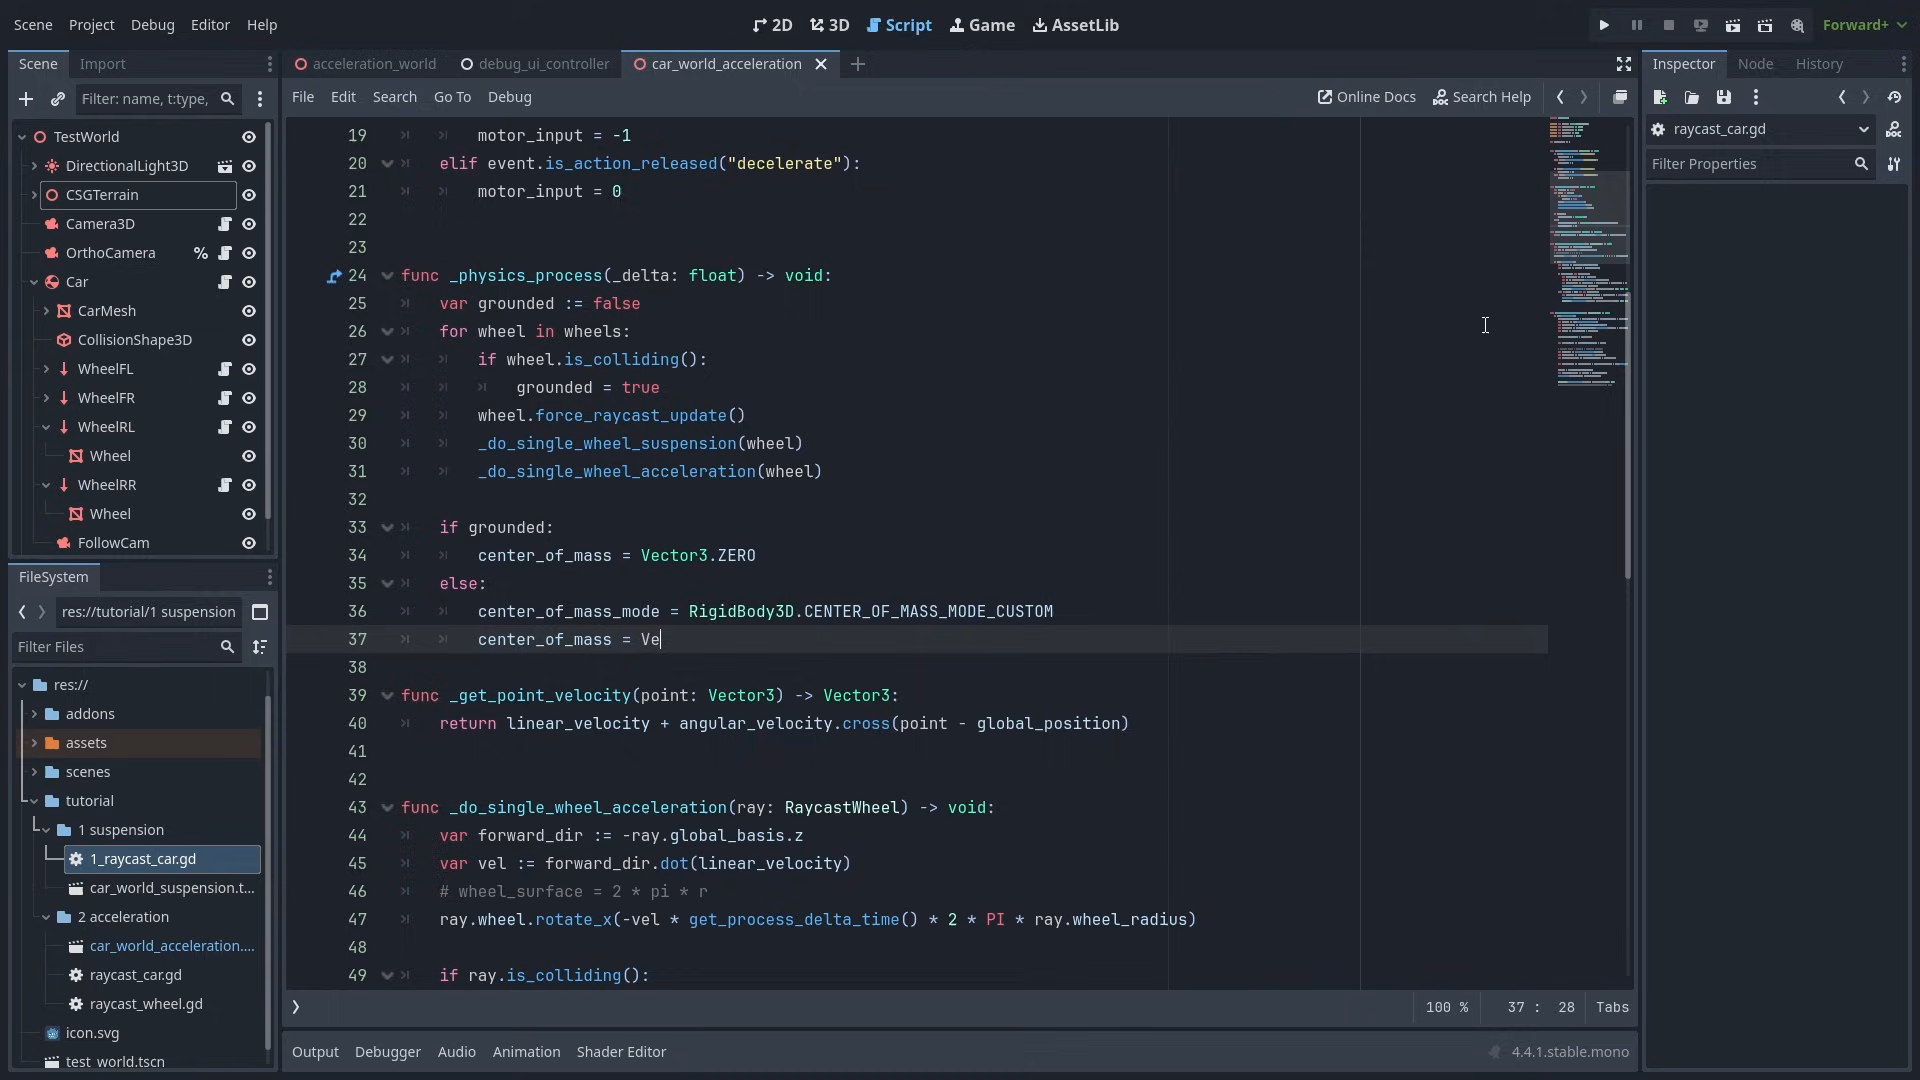 Scene Project Debug Editor Help
2D 3D Script Game AssetLib
Forward+
Scene Import
acceleration_world debug_ui_controller car_world_acceleration
Inspector Node History
Filter: name, t:type,
File Edit Search Go To Debug
Online Docs Search Help
raycast_car.gd
Filter Properties
TestWorld
DirectionalLight3D
CSGTerrain
Camera3D
OrthoCamera %
Car
CarMesh
CollisionShape3D
WheelFL
WheelFR
WheelRL
Wheel
WheelRR
Wheel
FollowCam
FileSystem
res://tutorial/1 suspension
Filter Files
res://
addons
assets
scenes
tutorial
1 suspension
1_raycast_car.gd
car_world_suspension.t...
2 acceleration
car_world_acceleration....
raycast_car.gd
raycast_wheel.gd
icon.svg
test_world.tscn
19 motor_input = -1
20 elif event.is_action_released("decelerate"):
21 motor_input = 0
22
23
24 func _physics_process(_delta: float) -> void:
25 var grounded := false
26 for wheel in wheels:
27 if wheel.is_colliding():
28 grounded = true
29 wheel.force_raycast_update()
30 _do_single_wheel_suspension(wheel)
31 _do_single_wheel_acceleration(wheel)
32
33 if grounded:
34 center_of_mass = Vector3.ZERO
35 else:
36 center_of_mass_mode = RigidBody3D.CENTER_OF_MASS_MODE_CUSTOM
37 center_of_mass = Ve
38
39 func _get_point_velocity(point: Vector3) -> Vector3:
40 return linear_velocity + angular_velocity.cross(point - global_position)
41
42
43 func _do_single_wheel_acceleration(ray: RaycastWheel) -> void:
44 var forward_dir := -ray.global_basis.z
45 var vel := forward_dir.dot(linear_velocity)
46 # wheel_surface = 2 * pi * r
47 ray.wheel.rotate_x(-vel * get_process_delta_time() * 2 * PI * ray.wheel_radius)
48
49 if ray.is_colliding():
100 % 37 : 28 Tabs
Output Debugger Audio Animation Shader Editor
4.4.1.stable.mono